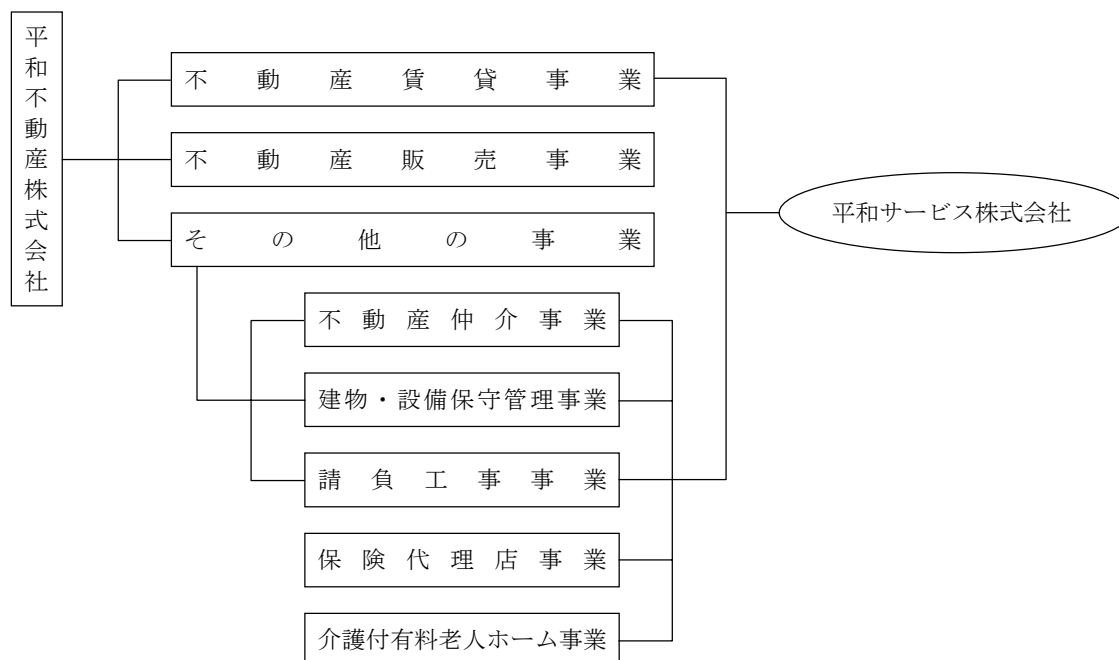 平和不動産株式会社
不動産賃貸事業
不動産販売事業
その他の事業
平和サービス株式会社
不動産仲介事業
建物・設備保守管理事業
請負工事事業
保険代理店事業
介護付有料老人ホーム事業